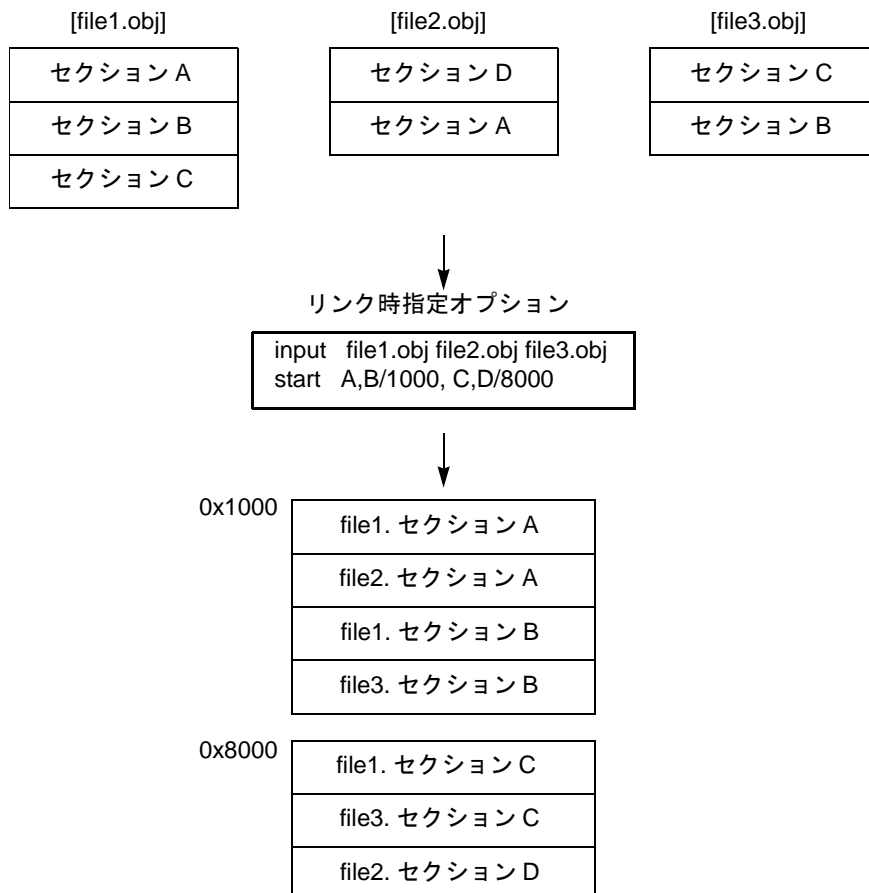 [file1.obj]
[file2.obj]
[file3.obj]
セクション A
セクション D
セクション C
セクション B
セクション A
セクション B
セクション C
リンク時指定オプション
input file1.obj file2.obj file3.obj
start A,B/1000, C,D/8000
0x1000
file1. セクション A
file2. セクション A
file1. セクション B
file3. セクション B
0x8000
file1. セクション C
file3. セクション C
file2. セクション D